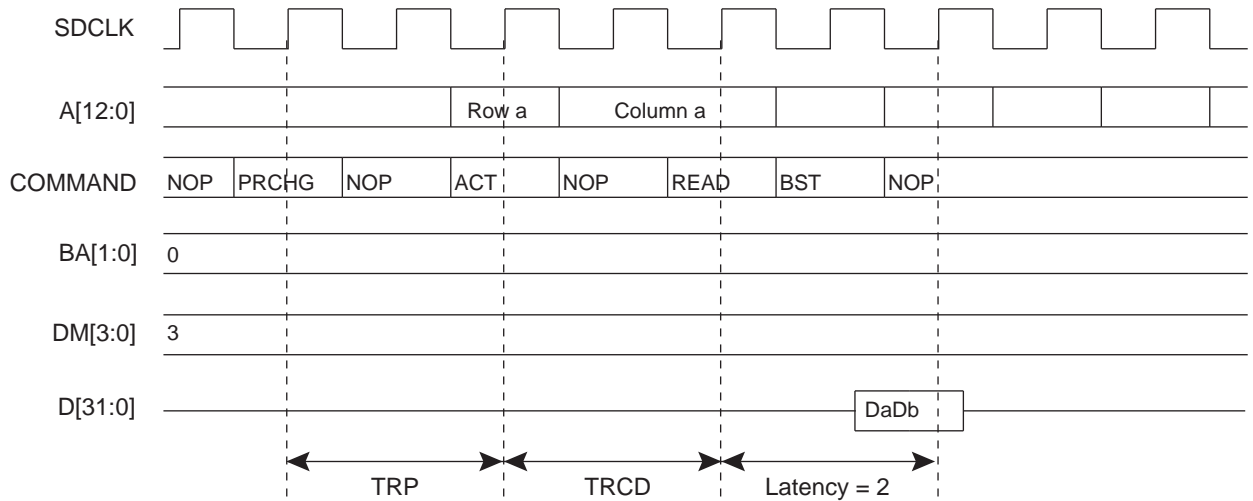 SDCLK
A[12:0] Row a Column a
COMMAND NOP PRCHG NOP ACT NOP READ BST NOP
BA[1:0] 0
DM[3:0] 3
D[31:0] DaDb
TRP TRCD Latency = 2